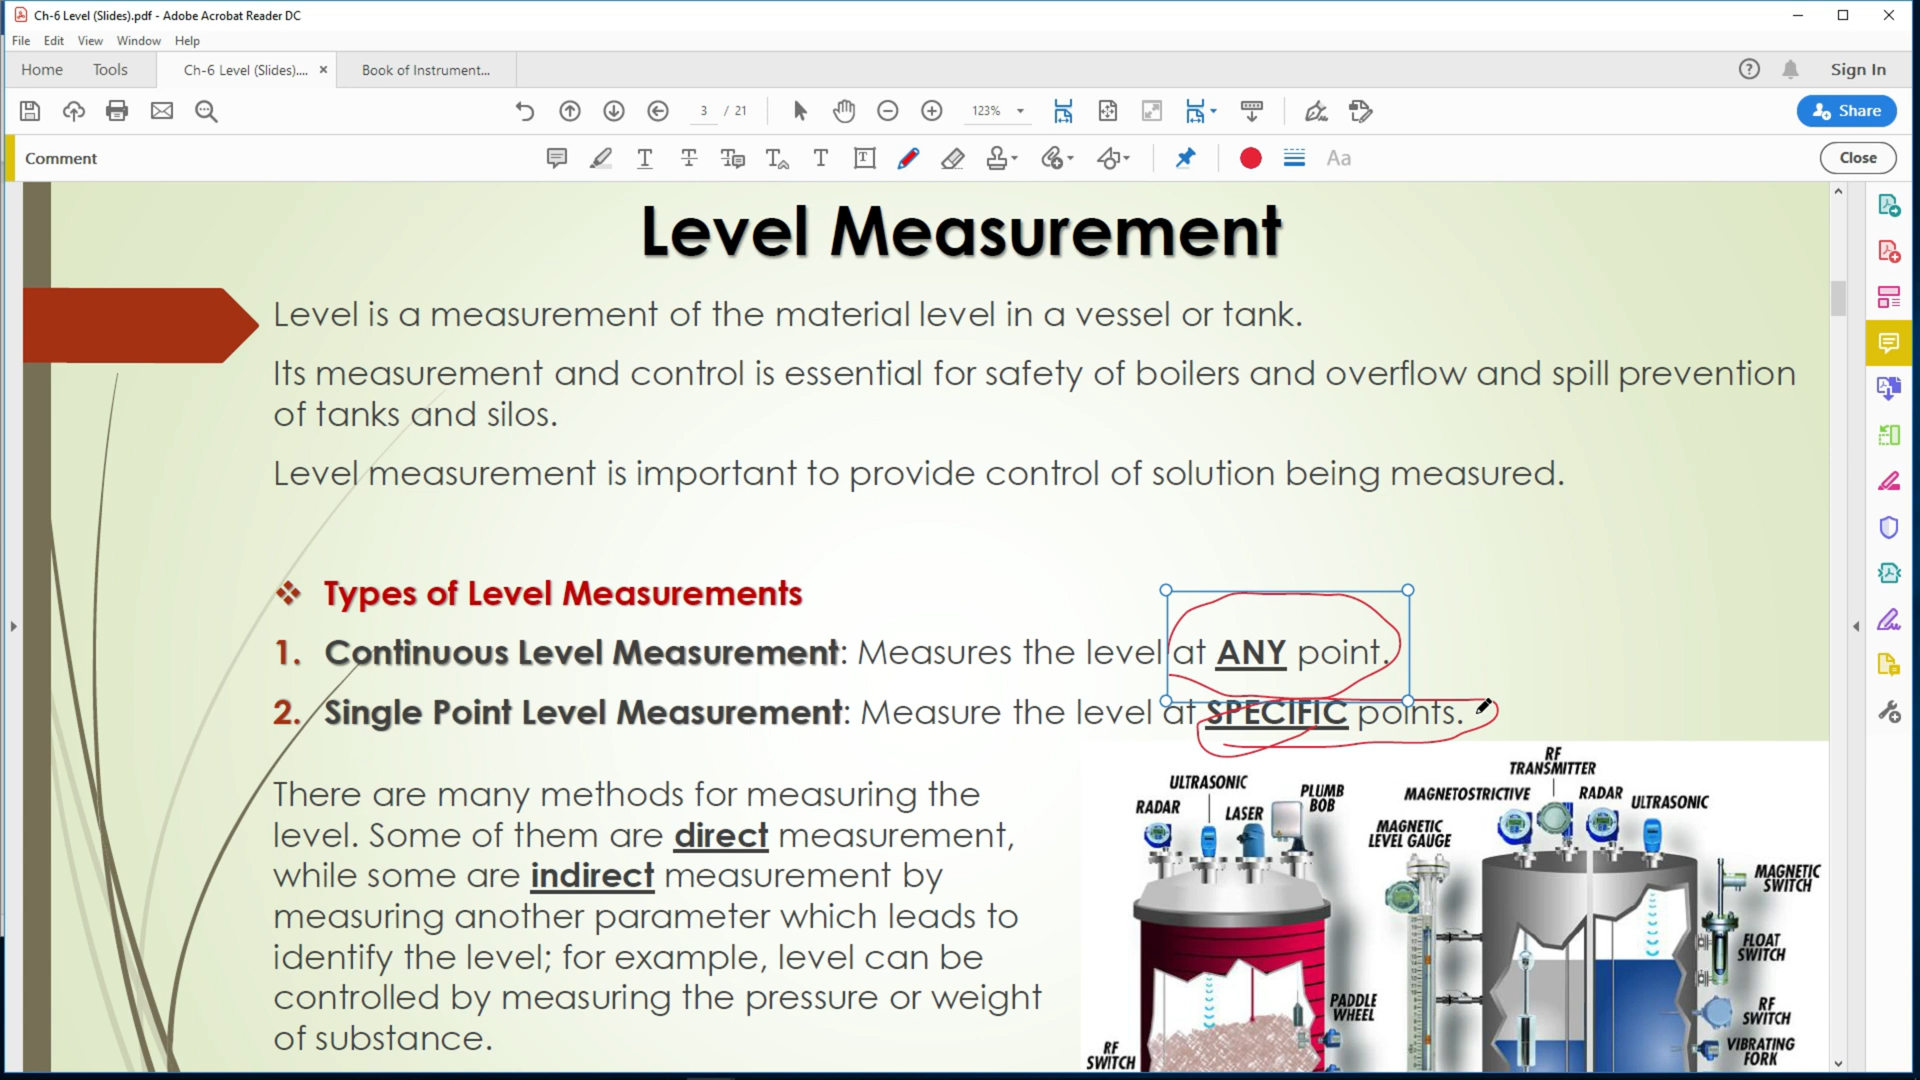 Ch-6 Level (Slides).pdf - Adobe Acrobat Reader DC
File Edit View Window Help
Home Tools Ch-6 Level (Slides).... × Book of Instrument... Sign In
3 / 21 123% Share
Comment Aa Close
Level Measurement
Level is a measurement of the material level in a vessel or tank.
Its measurement and control is essential for safety of boilers and overflow and spill prevention
of tanks and silos.
Level measurement is important to provide control of solution being measured.
Types of Level Measurements
1. Continuous Level Measurement: Measures the level at ANY point.
2. Single Point Level Measurement: Measure the level at SPECIFIC points.
There are many methods for measuring the
level. Some of them are direct measurement,
while some are indirect measurement by
measuring another parameter which leads to
identify the level; for example, level can be
controlled by measuring the pressure or weight
of substance.
RADAR
ULTRASONIC
LASER
PLUMB
BOB
PADDLE
WHEEL
RF
SWITCH
MAGNETIC
LEVEL GAUGE
MAGNETOSTRICTIVE
RF
TRANSMITTER
RADAR
ULTRASONIC
MAGNETIC
SWITCH
FLOAT
SWITCH
RF
SWITCH
VIBRATING
FORK